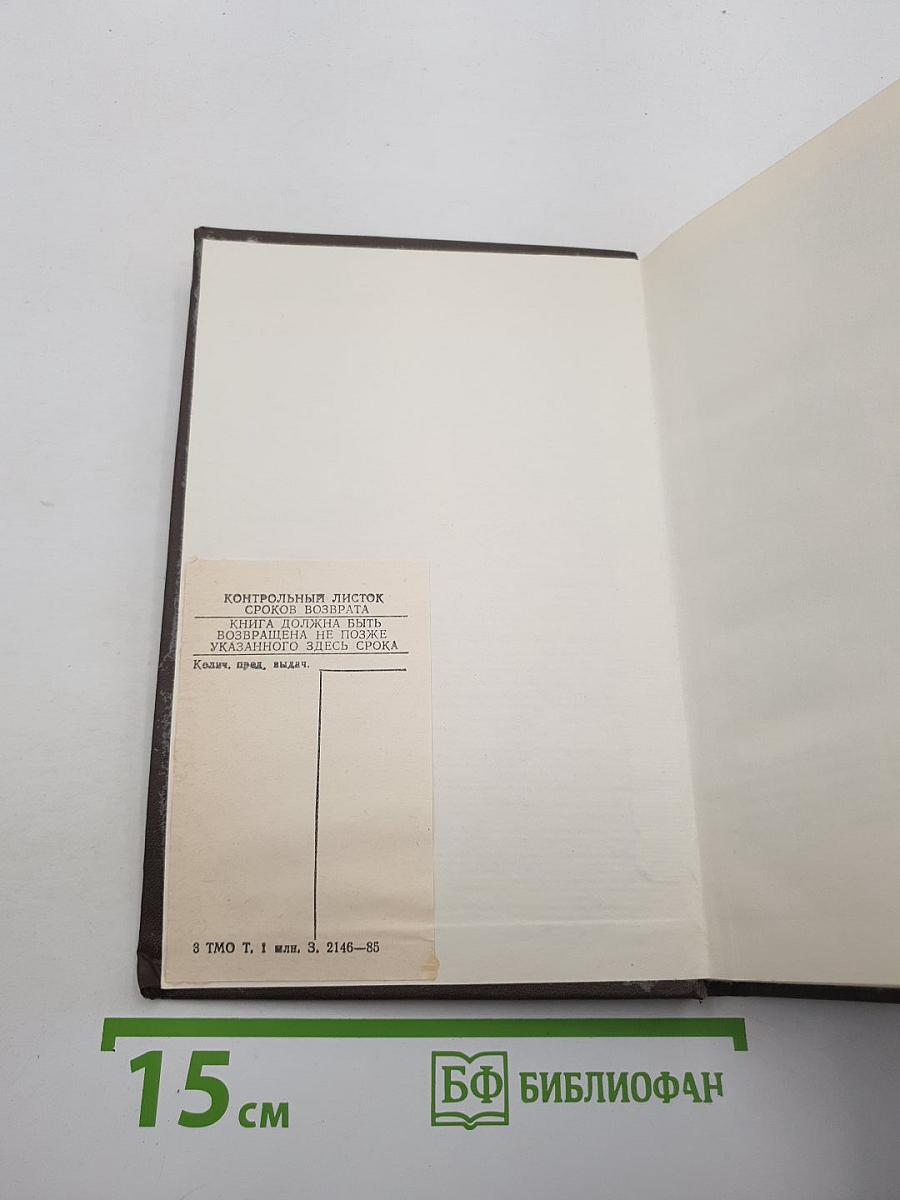 КОНТРОЛЬНЫЙ ЛИСТОК
СРОКОВ ВОЗВРАТА
КНИГА ДОЛЖНА БЫТЬ
ВОЗВРАЩЕНА НЕ ПОЗЖЕ
УКАЗАННОГО ЗДЕСЬ СРОКА
Колич. пред. выдач.
3 ТМО Т. 1 млн. З. 2146—85
15 см
БФ БИБЛИОФАН